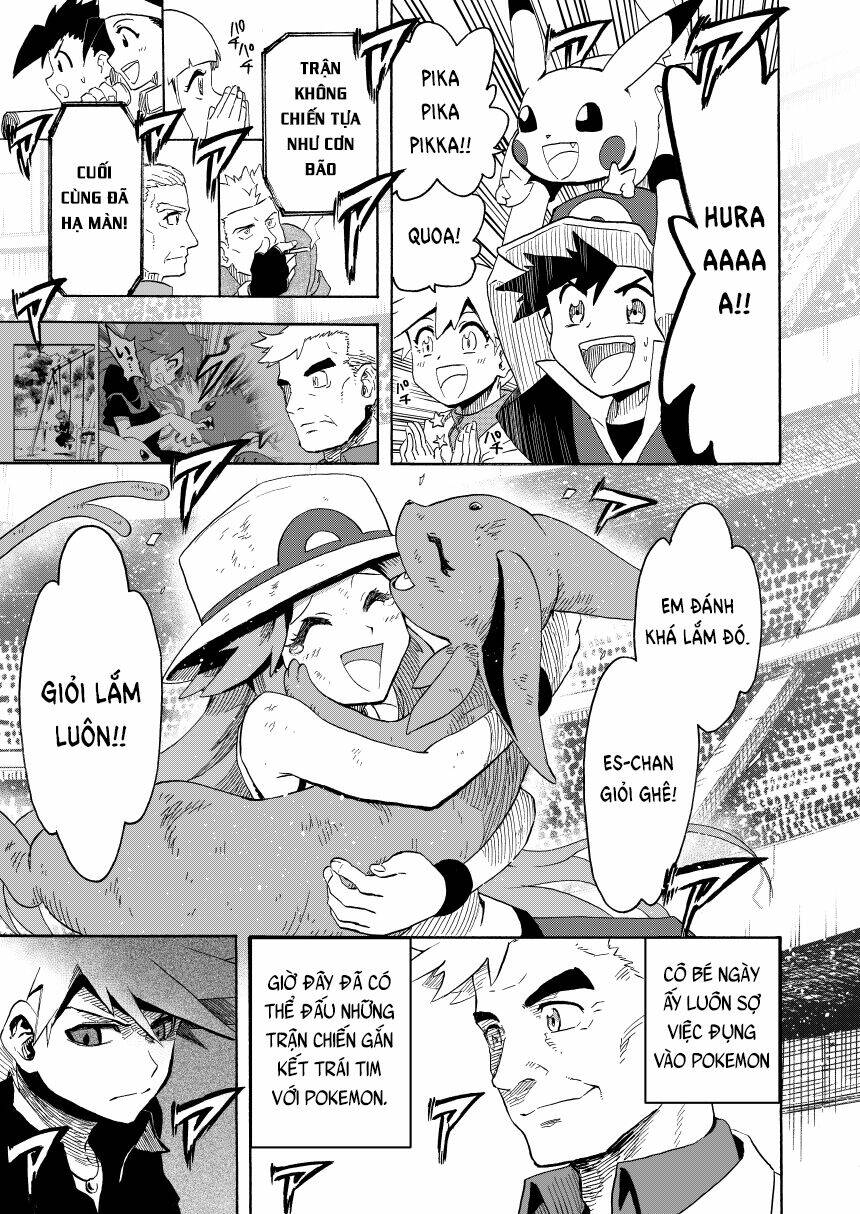 HURA
AAAAA
A!!
PIKA
PIKA
PIKKA!!
QUOA!
TRẬN
KHÔNG
CHIẾN TỰA
NHƯ CƠN
BÃO
CUỐI
CÙNG ĐÃ
HẠ MÀN!
EM ĐÁNH
KHÁ LẮM ĐÓ.
ES-CHAN
GIỎI GHÊ!
GIỎI LẮM
LUÔN!!
CÔ BÉ NGÀY
ẤY LUÔN SỢ
VIỆC ĐỤNG
VÀO POKEMON
GIỜ ĐÂY ĐÃ CÓ
THỂ ĐẤU NHỮNG
TRẬN CHIẾN GẮN
KẾT TRÁI TIM
VỚI POKEMON.